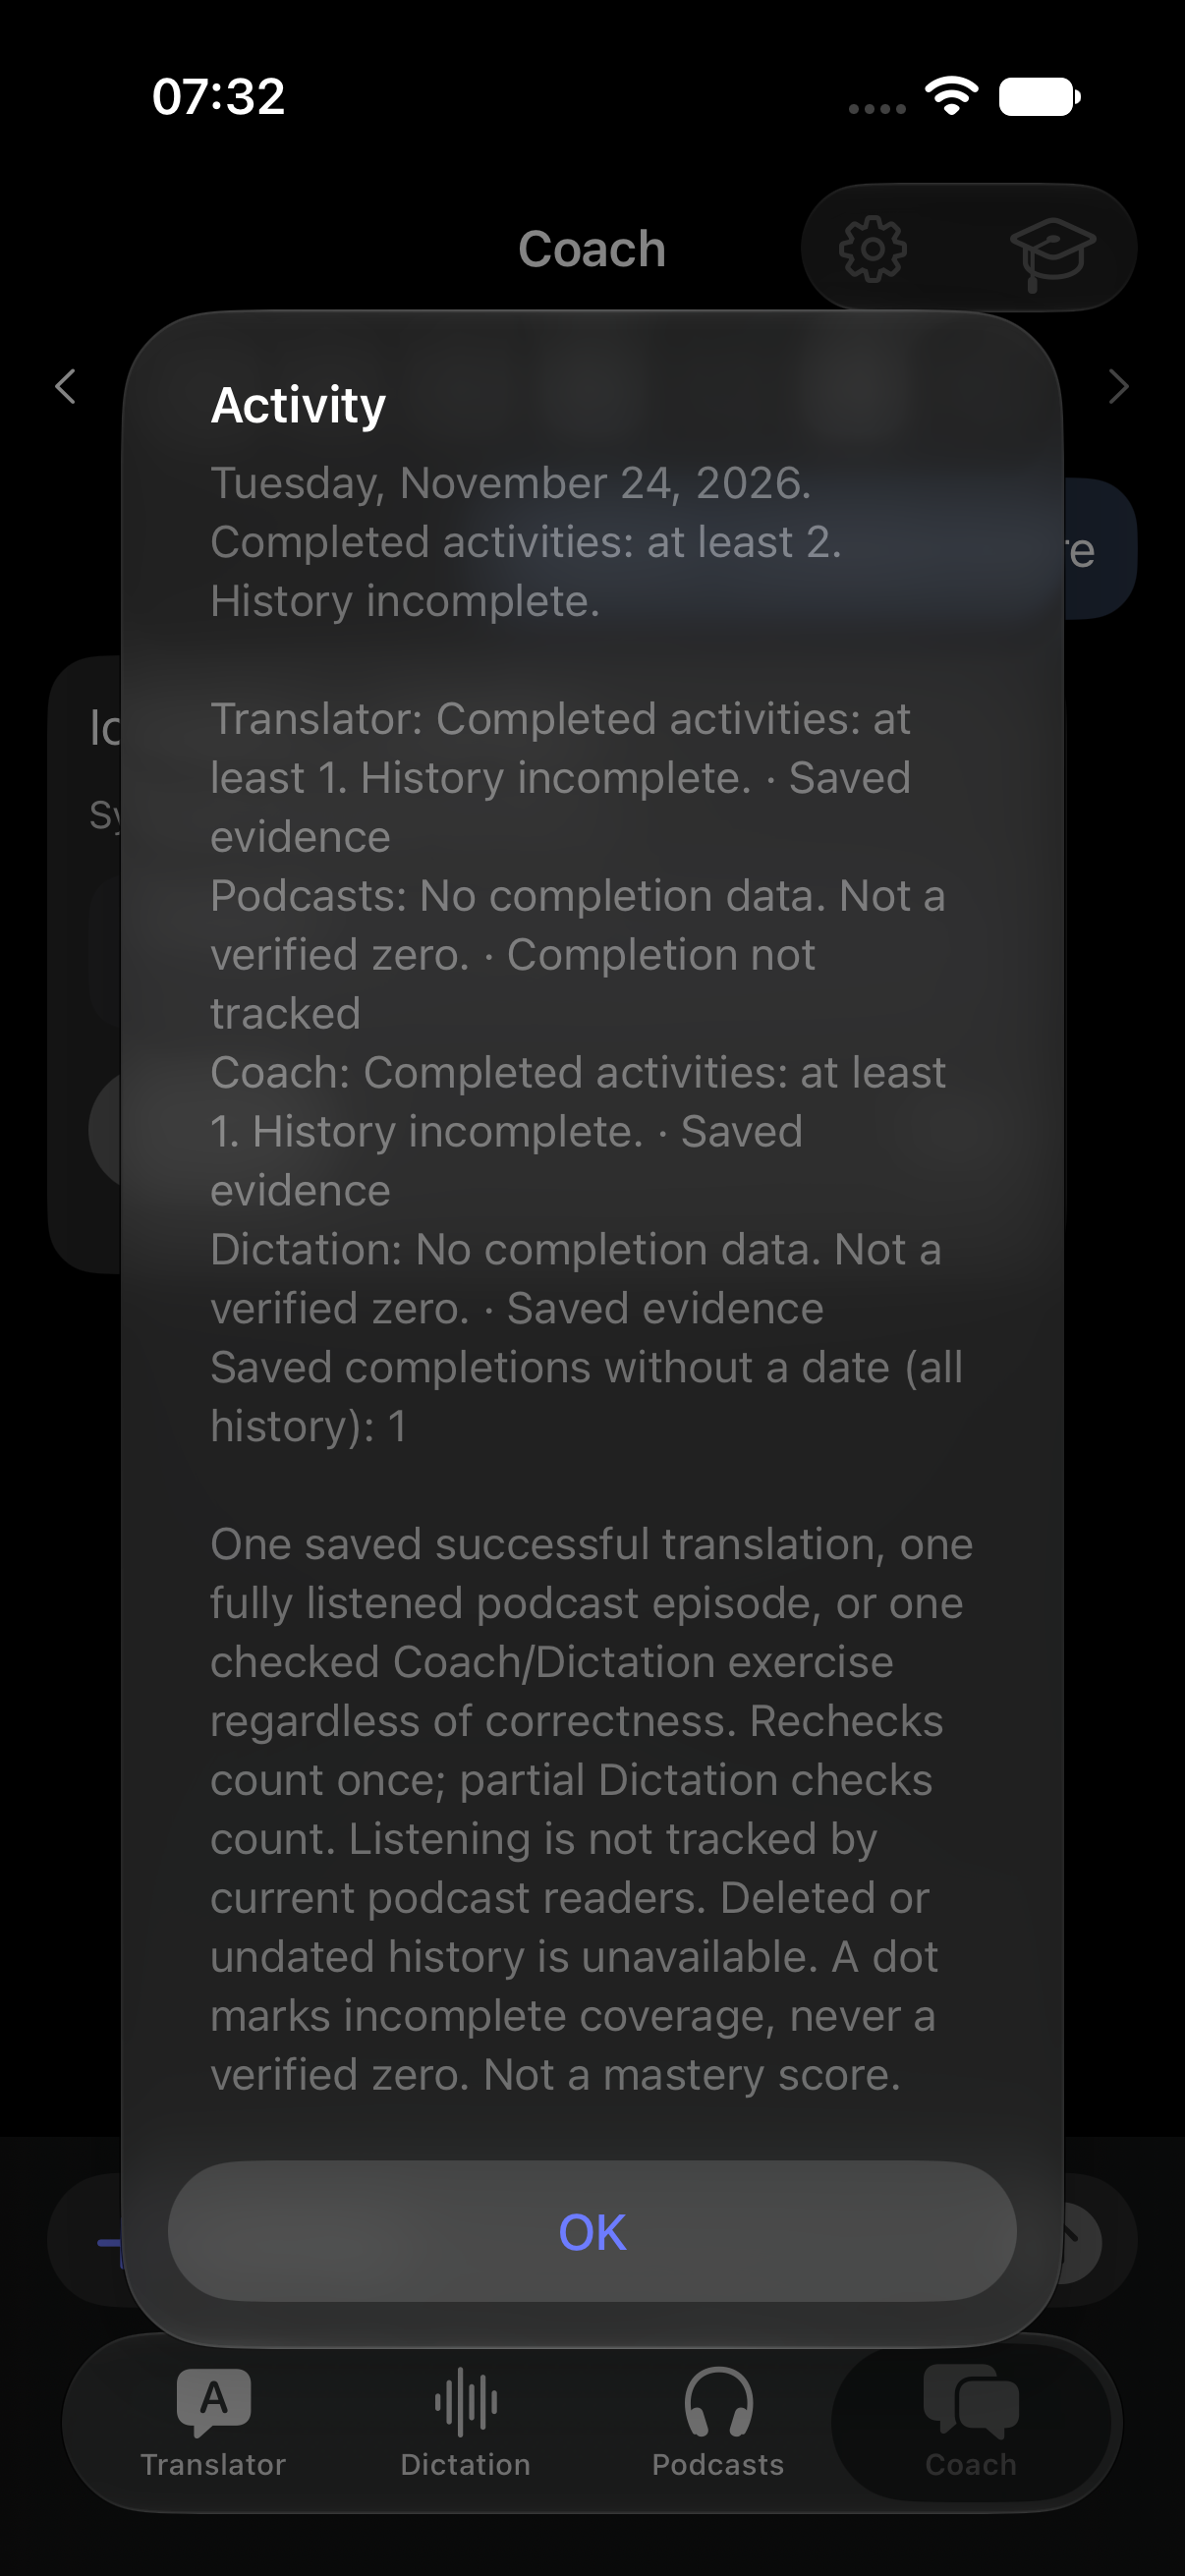 07:32
Coach
Activity
Tuesday, November 24, 2026.
Completed activities: at least 2.
History incomplete.
Translator: Completed activities: at
least 1. History incomplete. · Saved
evidence
Podcasts: No completion data. Not a
verified zero. · Completion not
tracked
Coach: Completed activities: at least
1. History incomplete. · Saved
evidence
Dictation: No completion data. Not a
verified zero. · Saved evidence
Saved completions without a date (all
history): 1
One saved successful translation, one
fully listened podcast episode, or one
checked Coach/Dictation exercise
regardless of correctness. Rechecks
count once; partial Dictation checks
count. Listening is not tracked by
current podcast readers. Deleted or
undated history is unavailable. A dot
marks incomplete coverage, never a
verified zero. Not a mastery score.
OK
Translator
Dictation
Podcasts
Coach